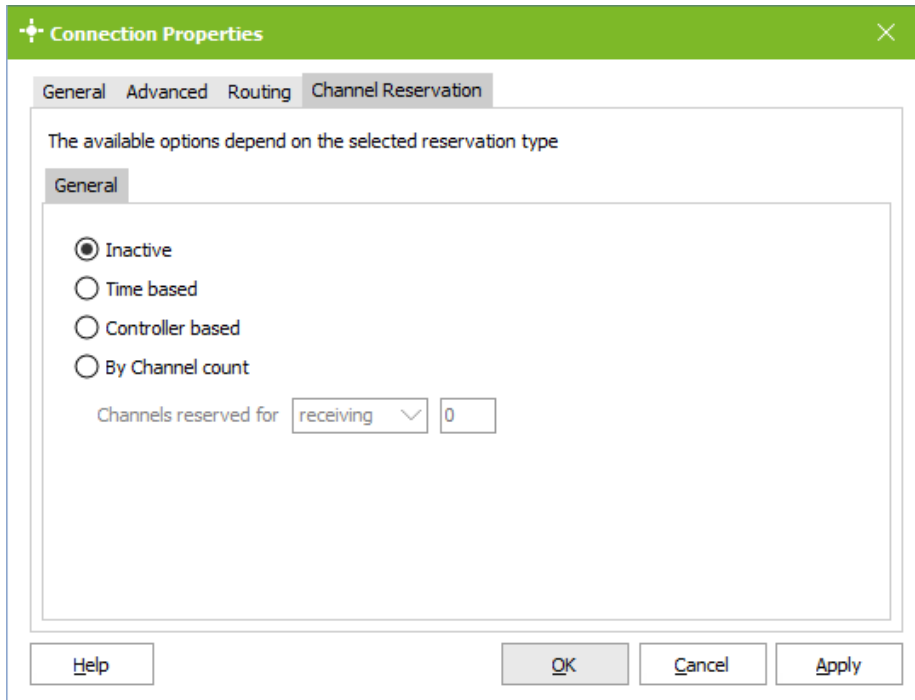 Connection Properties
General Advanced Routing Channel Reservation
The available options depend on the selected reservation type
General
Inactive
Time based
Controller based
By Channel count
Channels reserved for receiving 0
Help OK Cancel Apply